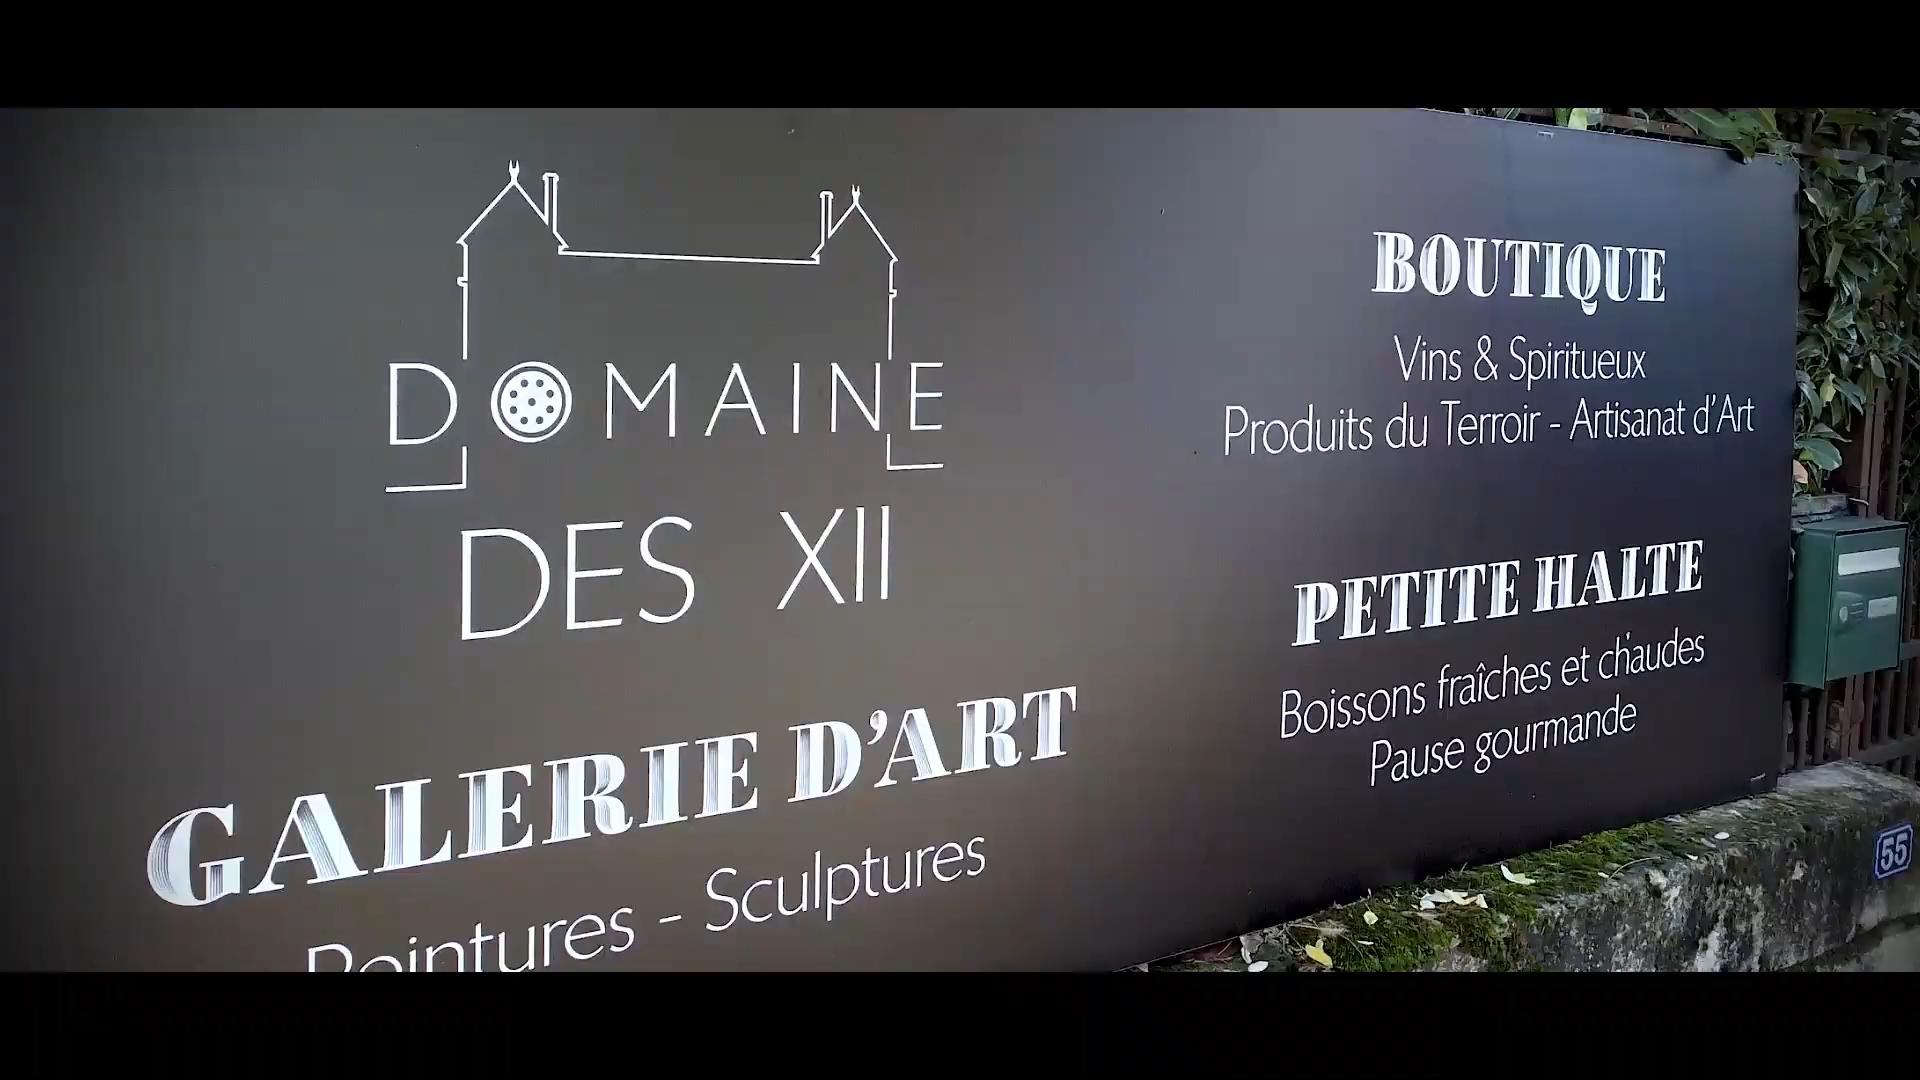 DOMAINE
DES XII
GALERIE D'ART
Peintures - Sculptures
BOUTIQUE
Vins & Spiritueux
Produits du Terroir - Artisanat d'Art
PETITE HALTE
Boissons fraîches et chaudes
Pause gourmande
55